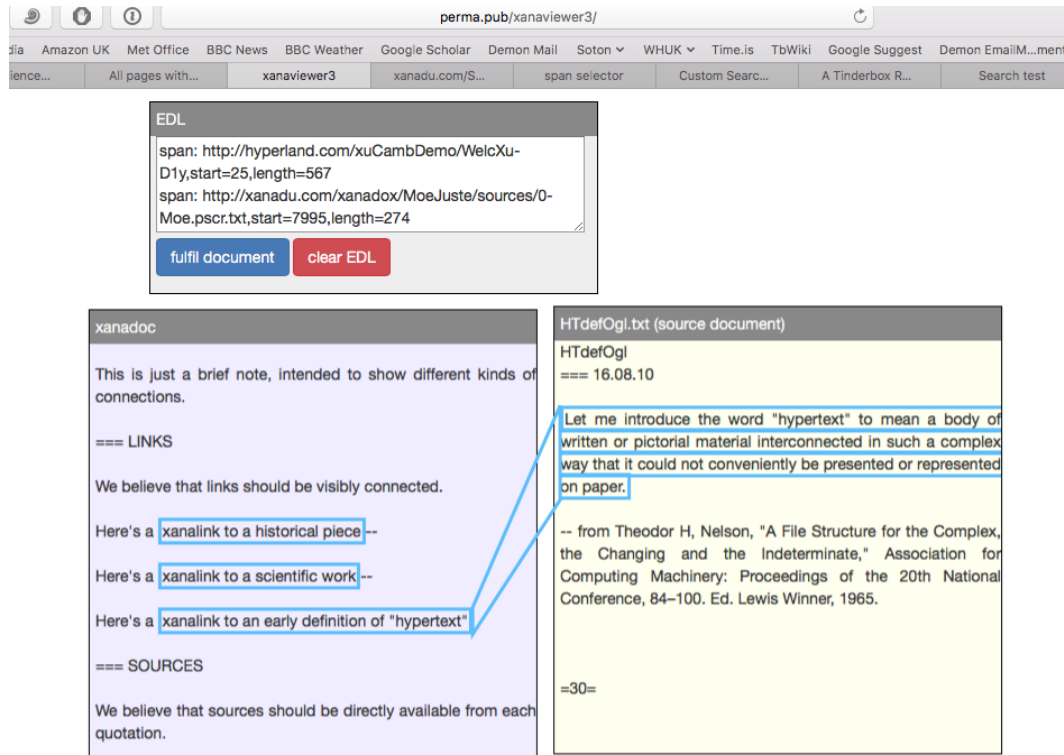 perma.pub/xanaviewer3/
dia Amazon UK Met Office BBC News BBC Weather Google Scholar Demon Mail Soton WHUK Time.is TbWiki Google Suggest Demon EmailM...ment
ience... All pages with... xanaviewer3 xanadu.com/S... span selector Custom Searc... A Tinderbox R... Search test
EDL
span: http://hyperland.com/xuCambDemo/WelcXu-
D1y,start=25,length=567
span: http://xanadu.com/xanadox/MoeJuste/sources/0-
Moe.pscr.txt,start=7995,length=274
fulfil document clear EDL
xanadoc
This is just a brief note, intended to show different kinds of
connections.
=== LINKS
We believe that links should be visibly connected.
Here's a xanalink to a historical piece --
Here's a xanalink to a scientific work --
Here's a xanalink to an early definition of "hypertext"
=== SOURCES
We believe that sources should be directly available from each
quotation.
HTdefOgl.txt (source document)
HTdefOgl
=== 16.08.10
Let me introduce the word "hypertext" to mean a body of
written or pictorial material interconnected in such a complex
way that it could not conveniently be presented or represented
on paper.
-- from Theodor H, Nelson, "A File Structure for the Complex,
the Changing and the Indeterminate," Association for
Computing Machinery: Proceedings of the 20th National
Conference, 84–100. Ed. Lewis Winner, 1965.
=30=